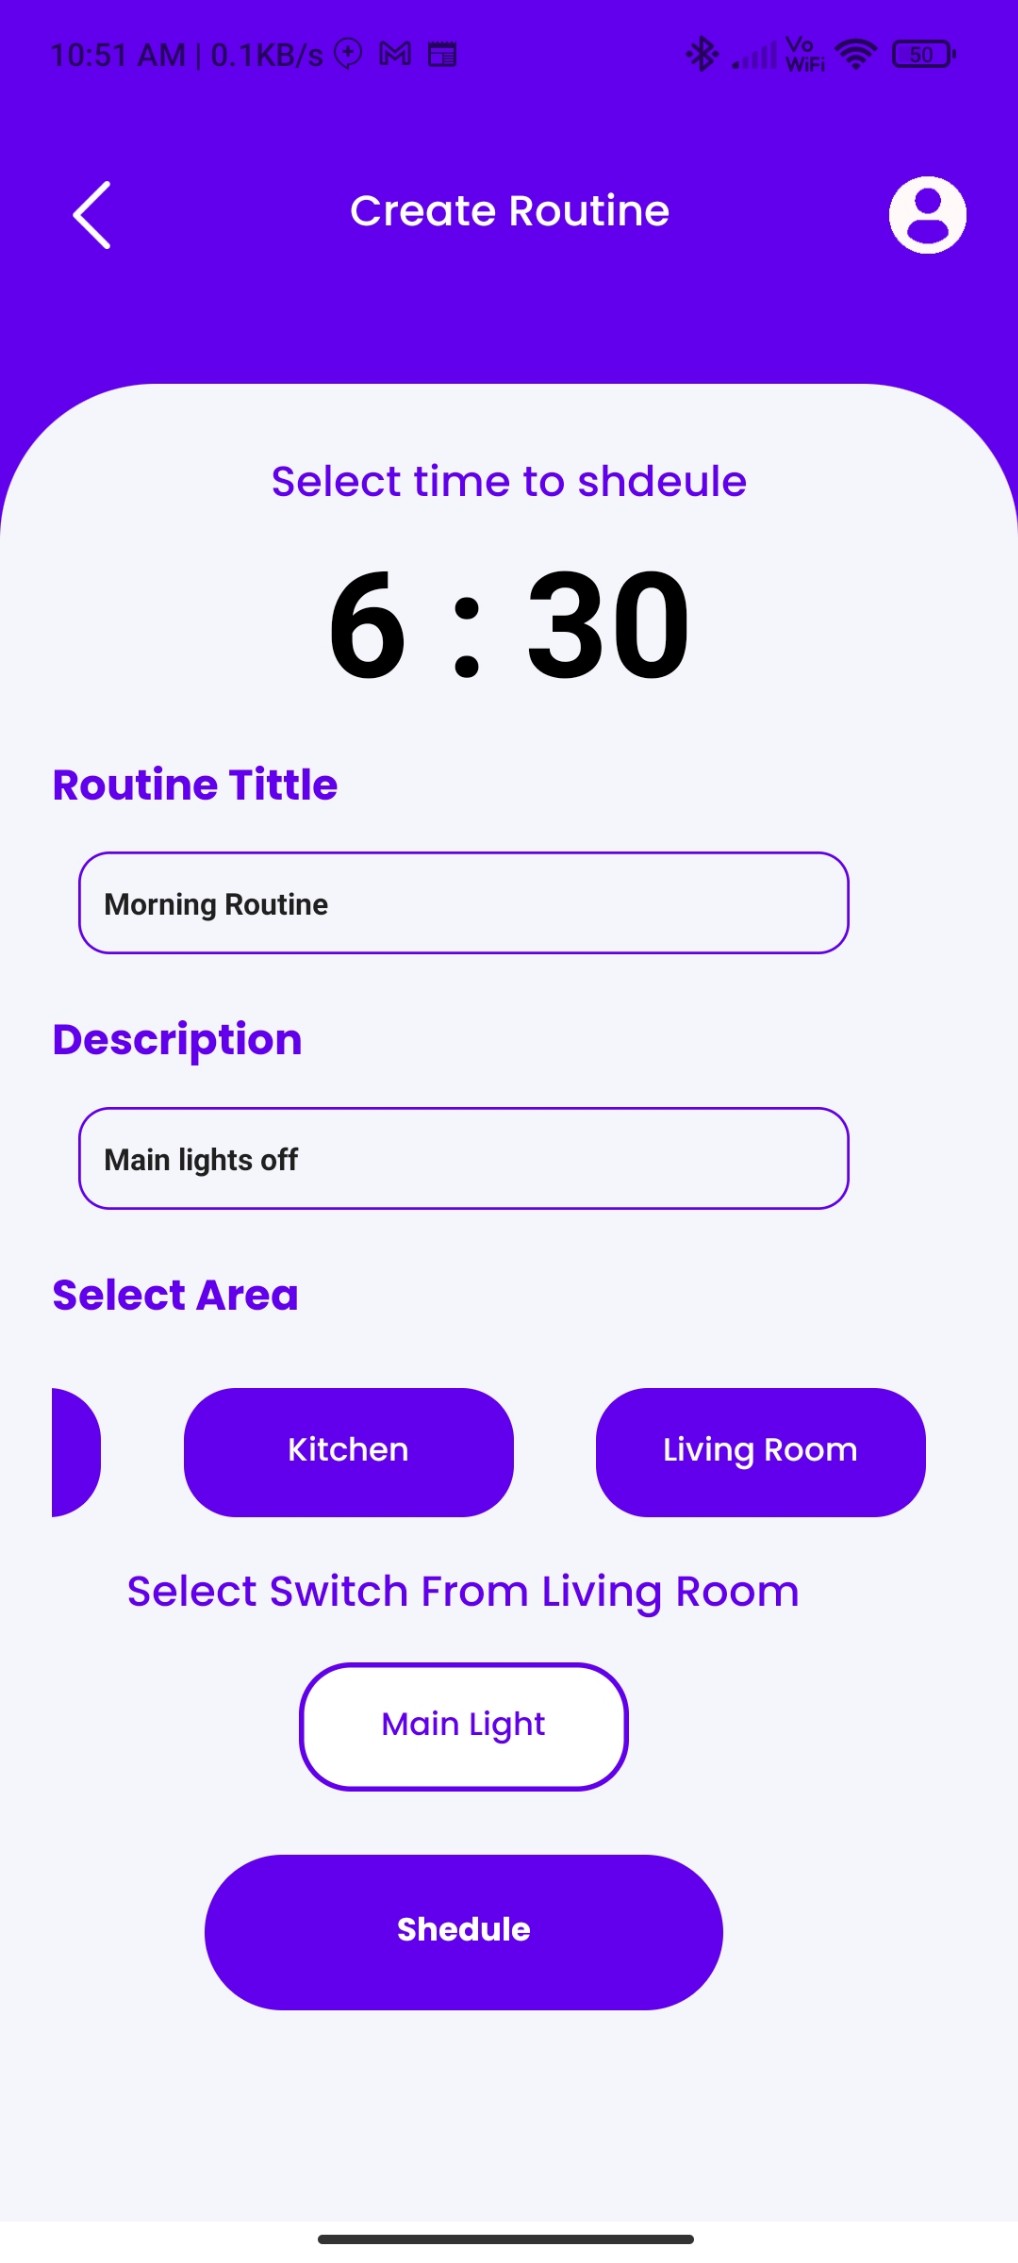 10:51 AM | 0.1KB/s
Vo
WiFi
50
Create Routine
Select time to shdeule
6 : 30
Routine Tittle
Morning Routine
Description
Main lights off
Select Area
Kitchen
Living Room
Select Switch From Living Room
Main Light
Shedule